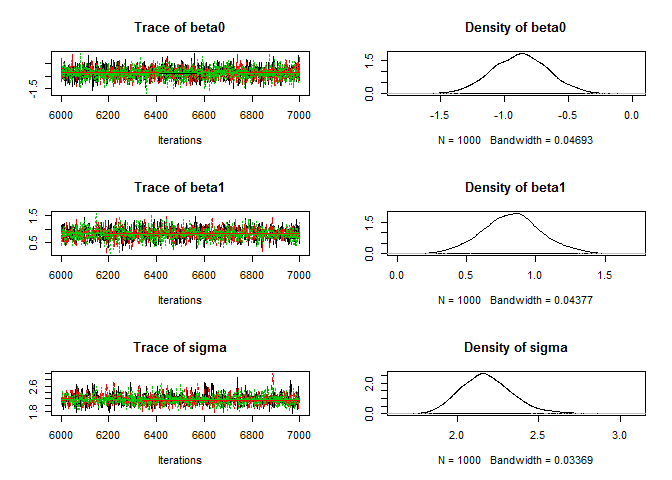 Trace of beta0
-1.5
6000 6200 6400 6600 6800 7000
Iterations
Density of beta0
0.0 1.5
-1.5 -1.0 -0.5 0.0
N = 1000 Bandwidth = 0.04693
Trace of beta1
0.5 1.5
6000 6200 6400 6600 6800 7000
Iterations
Density of beta1
0.0 1.5
0.0 0.5 1.0 1.5
N = 1000 Bandwidth = 0.04377
Trace of sigma
1.8 2.6
6000 6200 6400 6600 6800 7000
Iterations
Density of sigma
0.0 2.0
2.0 2.5 3.0
N = 1000 Bandwidth = 0.03369